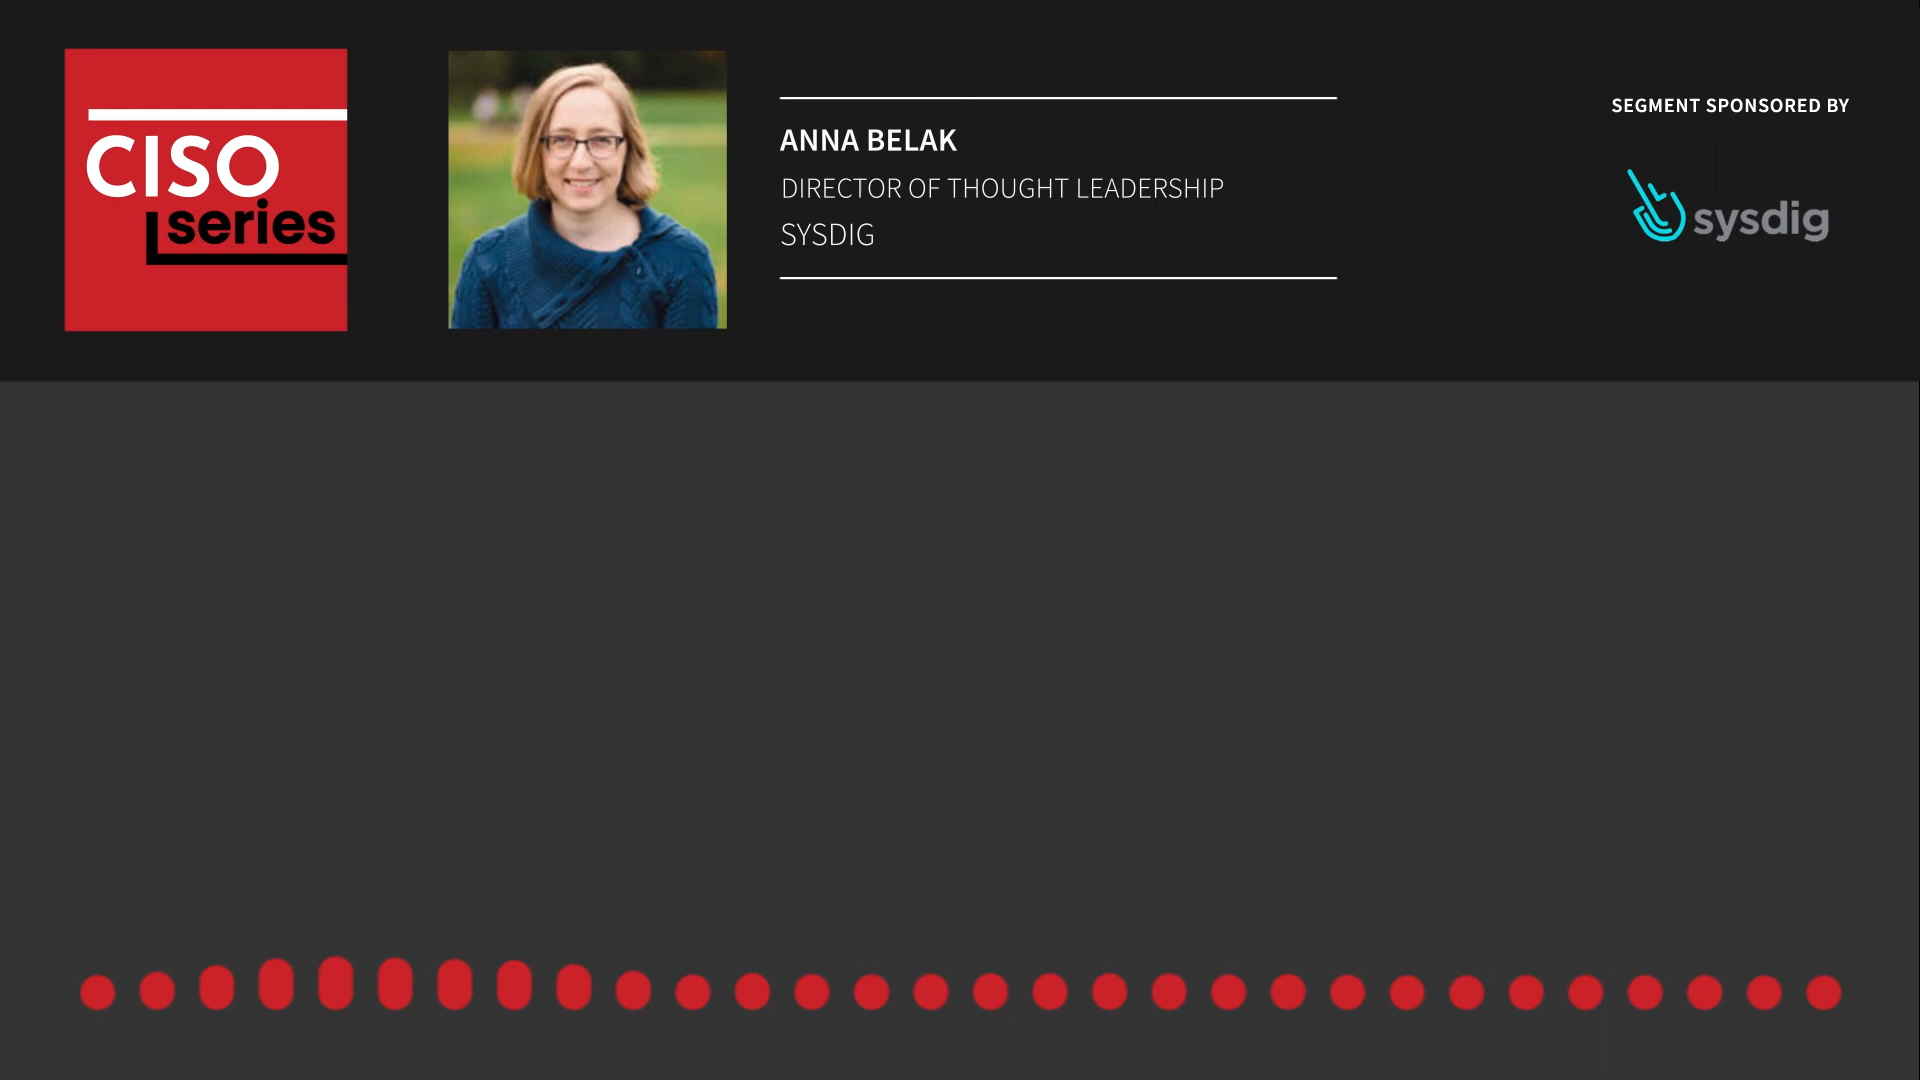 CISO
series
ANNA BELAK
DIRECTOR OF THOUGHT LEADERSHIP
SYSDIG
SEGMENT SPONSORED BY
sysdig